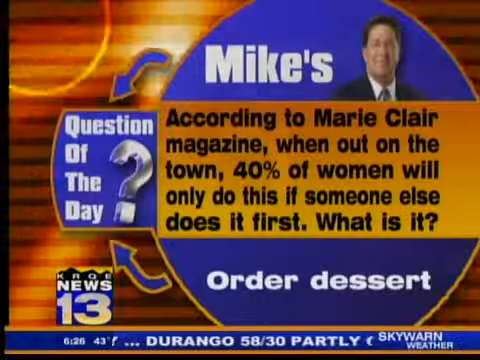 Mike's
Question
Of
The
Day
?
According to Marie Clair
magazine, when out on the
town, 40% of women will
only do this if someone else
does it first. What is it?
Order dessert
KRQE
NEWS
13
6:26 43°
... DURANGO 58/30 PARTLY
SKYWARN
WEATHER